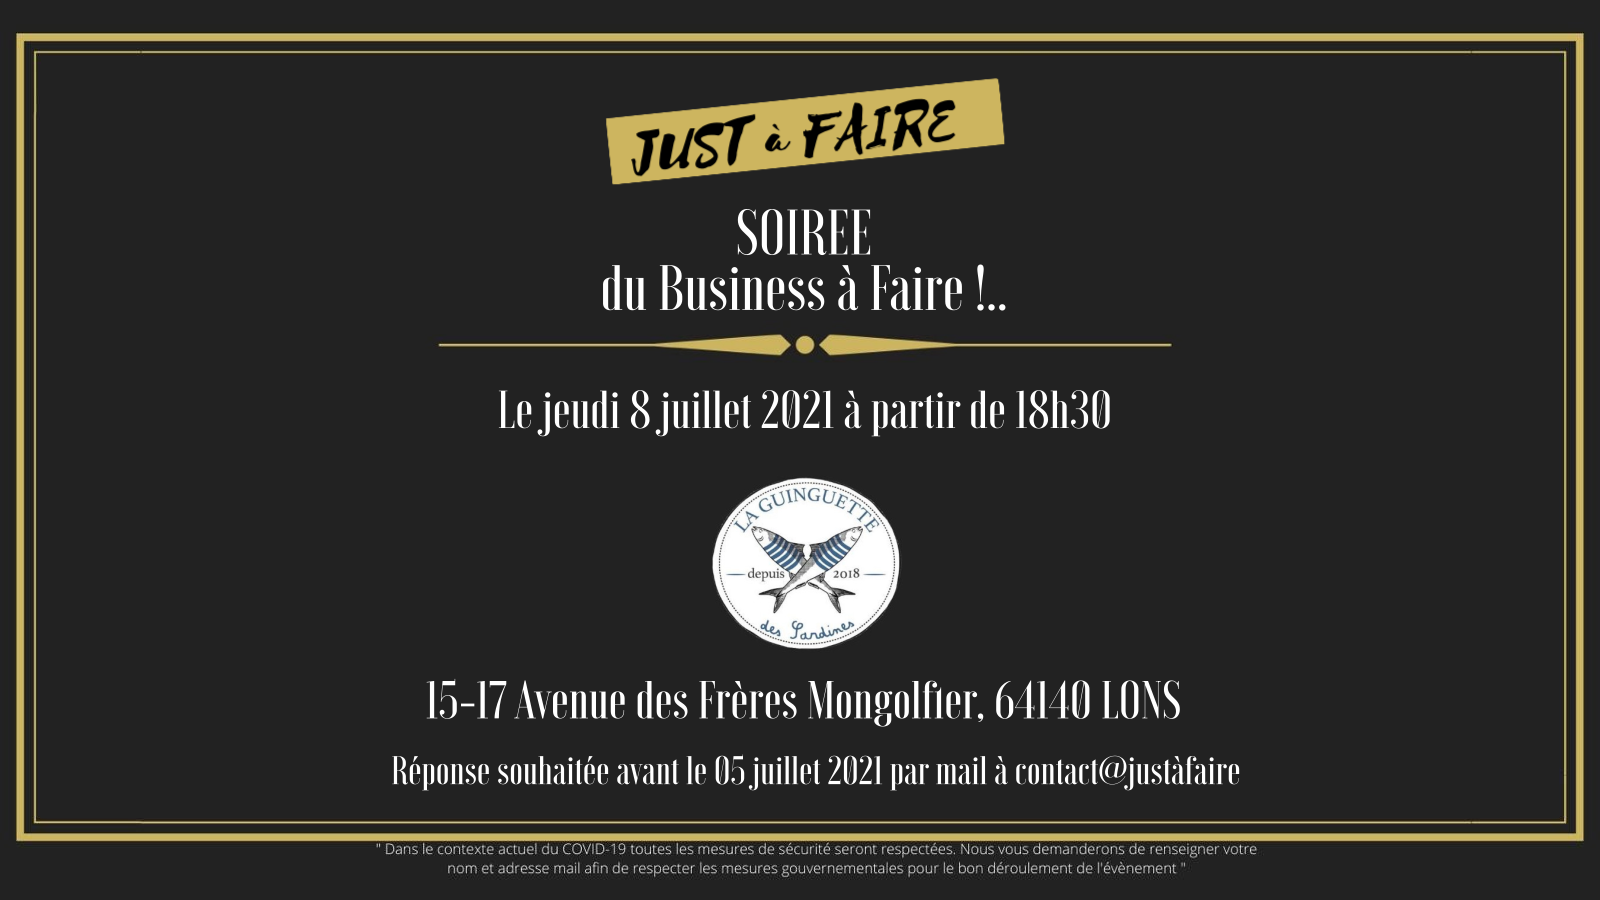 JUST à FAIRE
SOIREE
du Business à Faire !..
Le jeudi 8 juillet 2021 à partir de 18h30
LA GUINGUETTE
depuis 2018
des Sardines
15-17 Avenue des Frères Mongolfier, 64140 LONS
Réponse souhaitée avant le 05 juillet 2021 par mail à contact@justàfaire
" Dans le contexte actuel du COVID-19 toutes les mesures de sécurité seront respectées. Nous vous demanderons de renseigner votre
nom et adresse mail afin de respecter les mesures gouvernementales pour le bon déroulement de l'évènement "